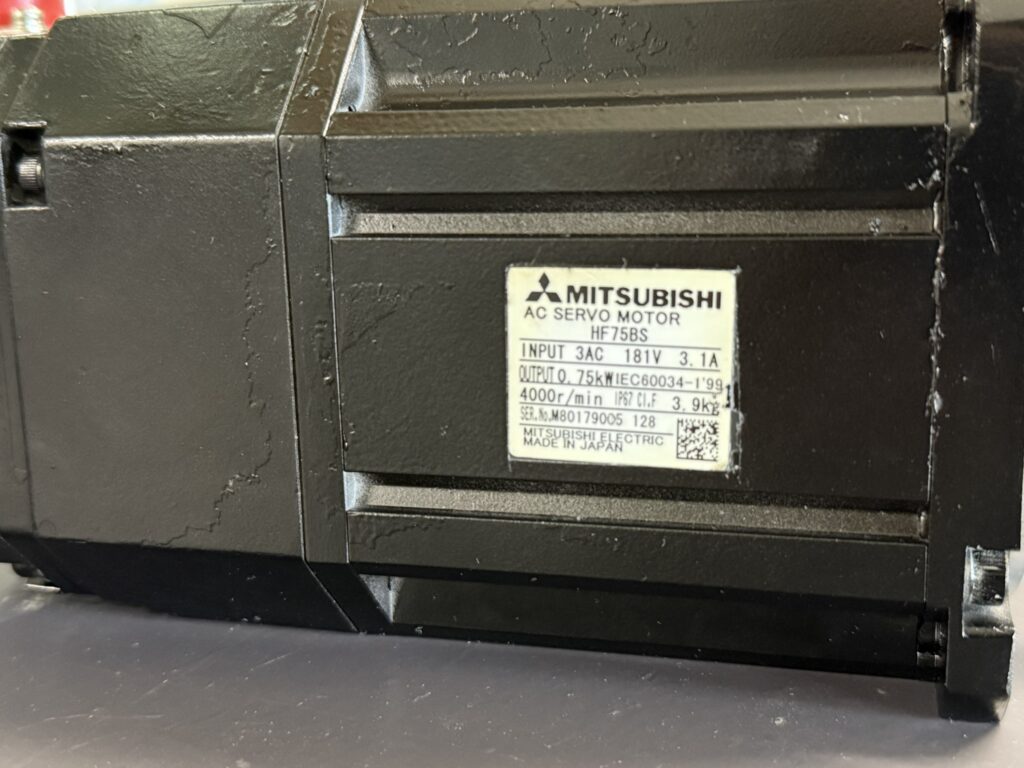 MITSUBISHI
AC SERVO MOTOR
HF75BS
INPUT 3AC 181V 3.1A
OUTPUT 0.75kW IEC60034-1'99
4000r/min IP67 Cl.F 3.9kg
SER.No.M80179005 128
MITSUBISHI ELECTRIC
MADE IN JAPAN